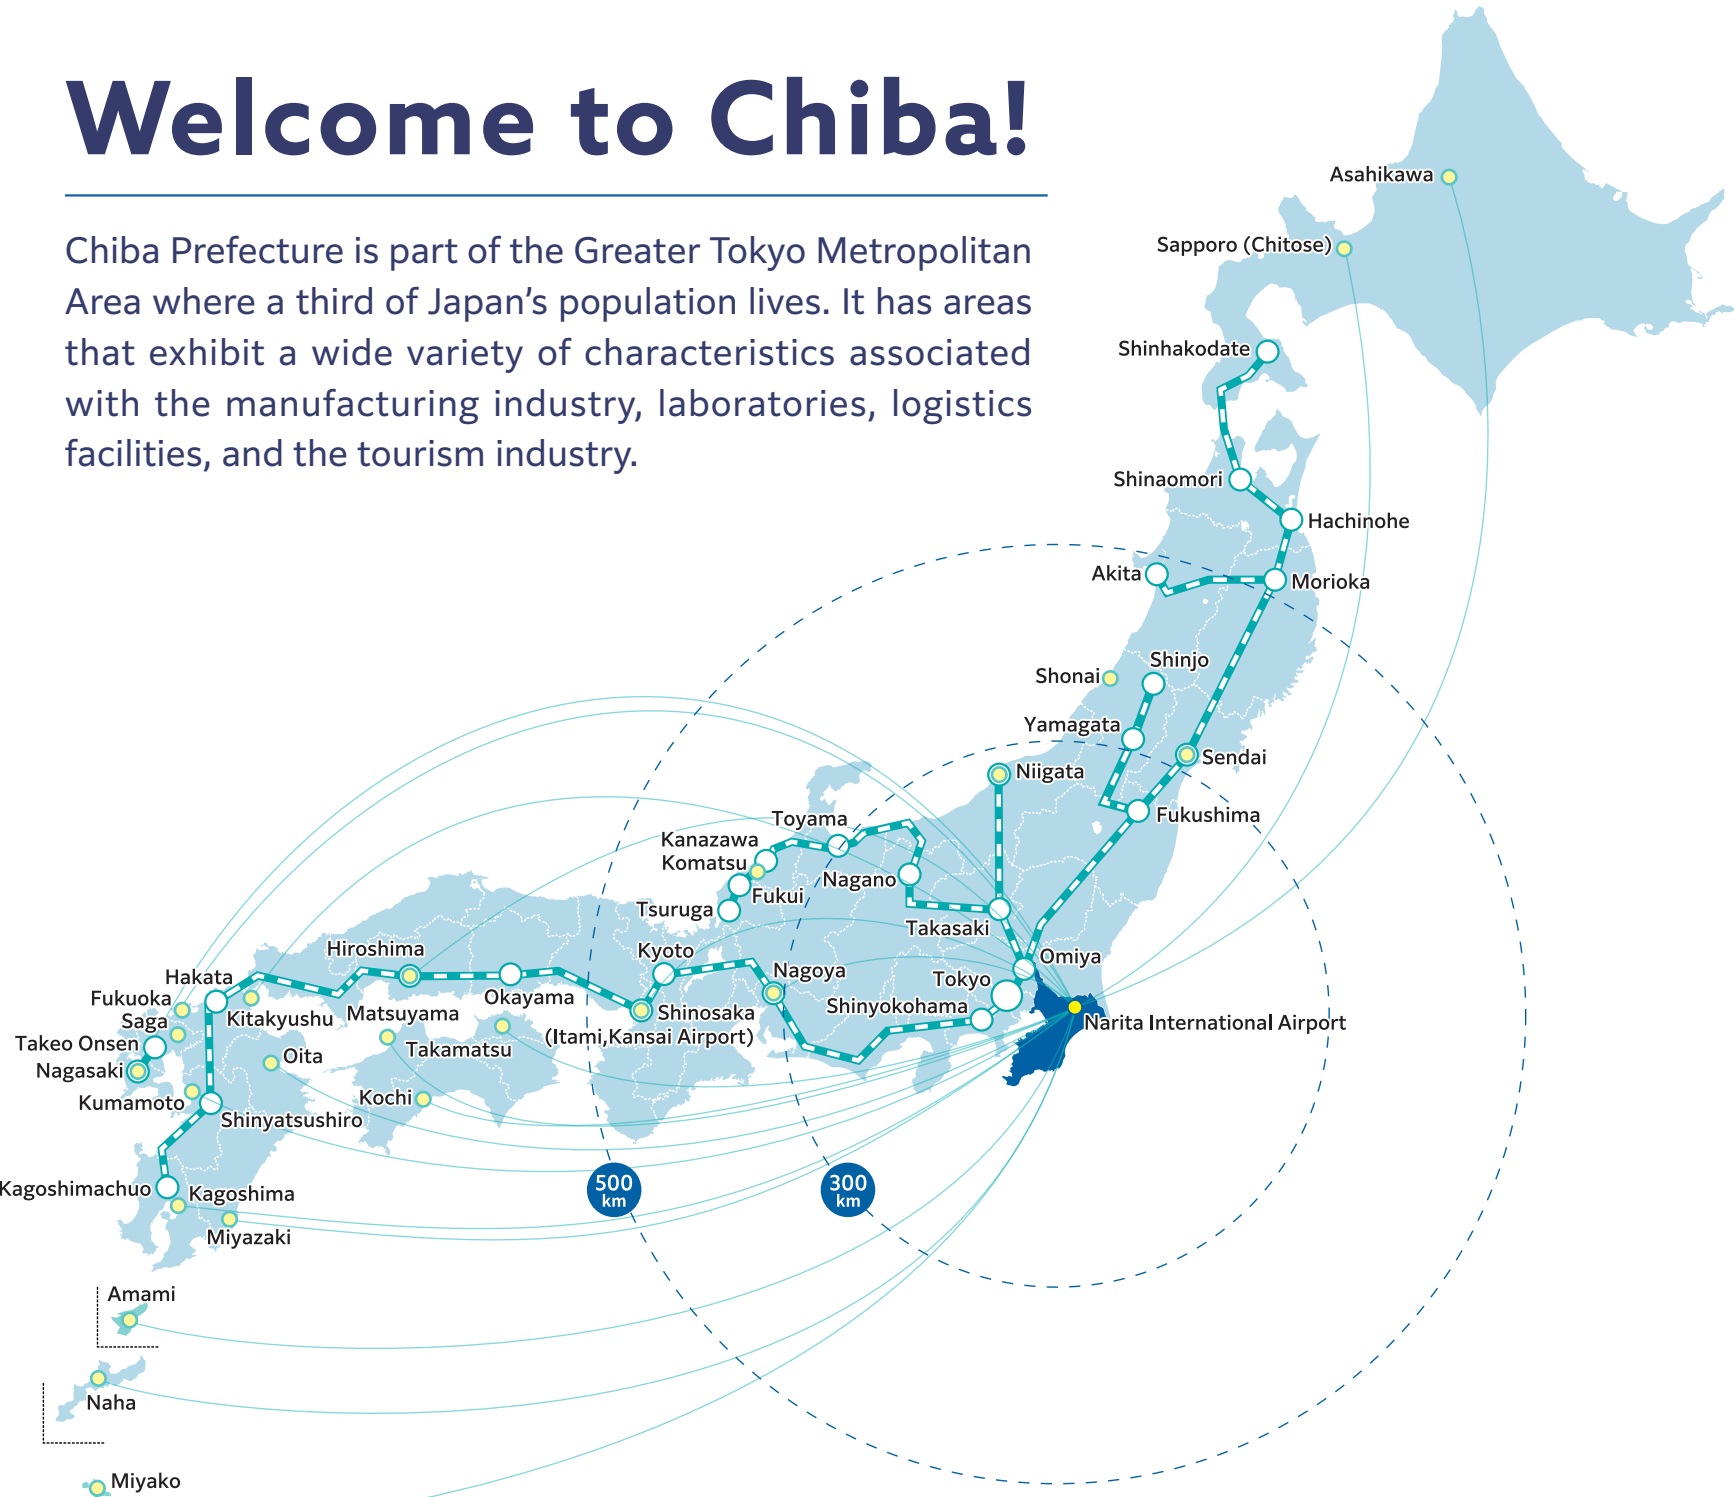 Welcome to Chiba!
Chiba Prefecture is part of the Greater Tokyo Metropolitan
Area where a third of Japan’s population lives. It has areas
that exhibit a wide variety of characteristics associated
with the manufacturing industry, laboratories, logistics
facilities, and the tourism industry.
Asahikawa
Sapporo (Chitose)
Shinhakodate
Shinaomori
Hachinohe
Akita
Morioka
Shinjo
Shonai
Yamagata
Sendai
Niigata
Fukushima
Toyama
Kanazawa
Komatsu
Nagano
Fukui
Tsuruga
Takasaki
Hiroshima
Kyoto
Omiya
Nagoya
Tokyo
Hakata
Okayama
Fukuoka
Kitakyushu
Matsuyama
Shinosaka
(Itami,Kansai Airport)
Shinyokohama
Narita International Airport
Saga
Takeo Onsen
Takamatsu
Oita
Nagasaki
Kumamoto
Kochi
Shinyatsushiro
500
km
300
km
Kagoshimachuo
Kagoshima
Miyazaki
Amami
Naha
Miyako